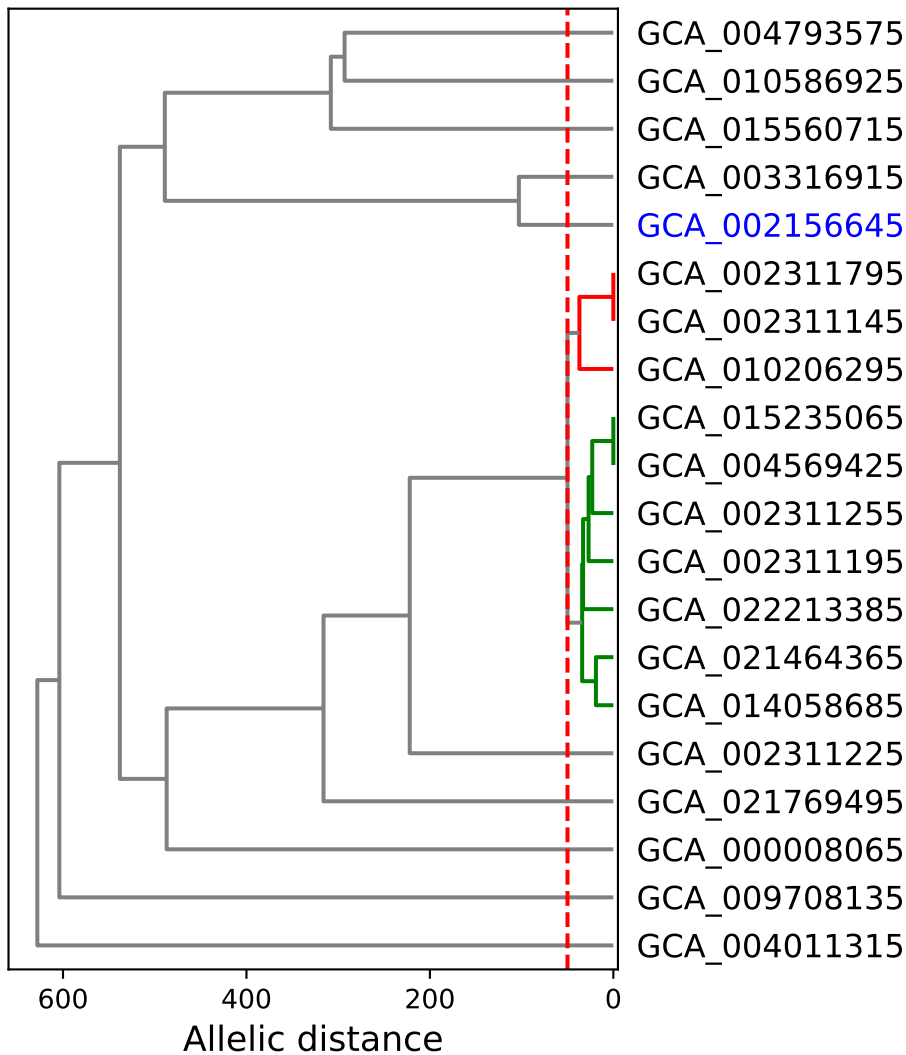 GCA_004793575
GCA_010586925
GCA_015560715
GCA_003316915
GCA_002156645
GCA_002311795
GCA_002311145
GCA_010206295
GCA_015235065
GCA_004569425
GCA_002311255
GCA_002311195
GCA_022213385
GCA_021464365
GCA_014058685
GCA_002311225
GCA_021769495
GCA_000008065
GCA_009708135
GCA_004011315
600 400 200 0
Allelic distance